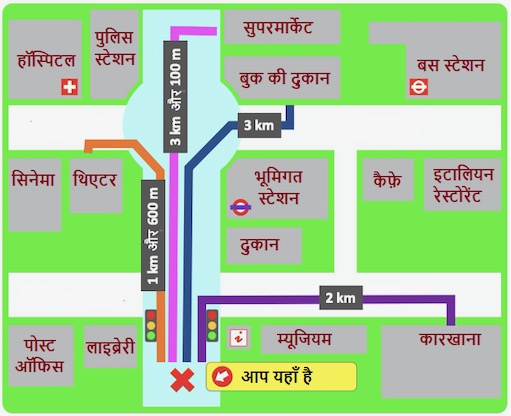 हॉस्पिटल
पुलिस
स्टेशन
सुपरमार्केट
बुक की दुकान
बस स्टेशन
3 km और 100 m
3 km
सिनेमा
थिएटर
1 km और 600 m
भूमिगत
स्टेशन
दुकान
कैफ़े
इटालियन
रेस्टोरेंट
2 km
पोस्ट
ऑफिस
लाइब्रेरी
i
म्यूजियम
कारखाना
आप यहाँ है